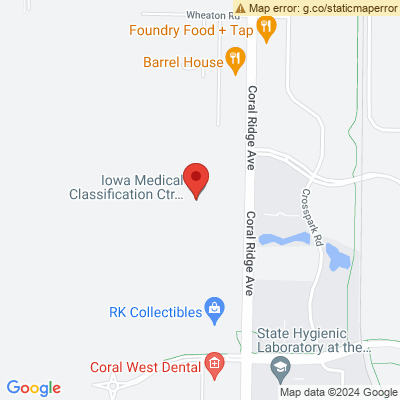 Map error: g.co/staticmaperror
Wheaton Rd
Foundry Food + Tap
Barrel House
Coral Ridge Ave
Iowa Medical
Classification Ctr...
Crosspark Rd
Coral Ridge Ave
RK Collectibles
State Hygienic
Laboratory at the...
Coral West Dental
Google
Map data ©2024 Google